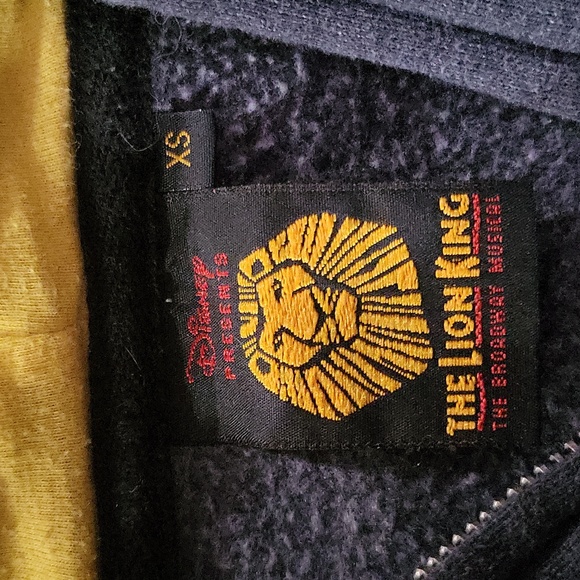 XS
Disney
PRESENTS
THE LION KING
THE BROADWAY MUSICAL